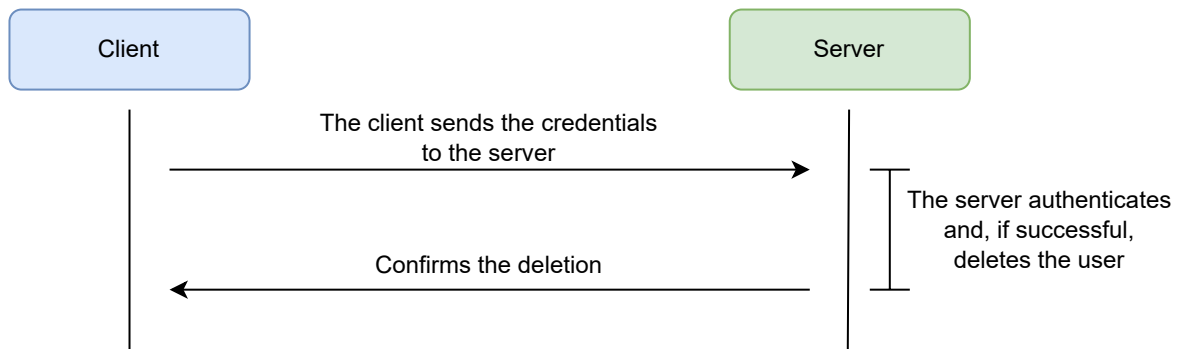 Client
Server
The client sends the credentials
to the server
The server authenticates
and, if successful,
deletes the user
Confirms the deletion